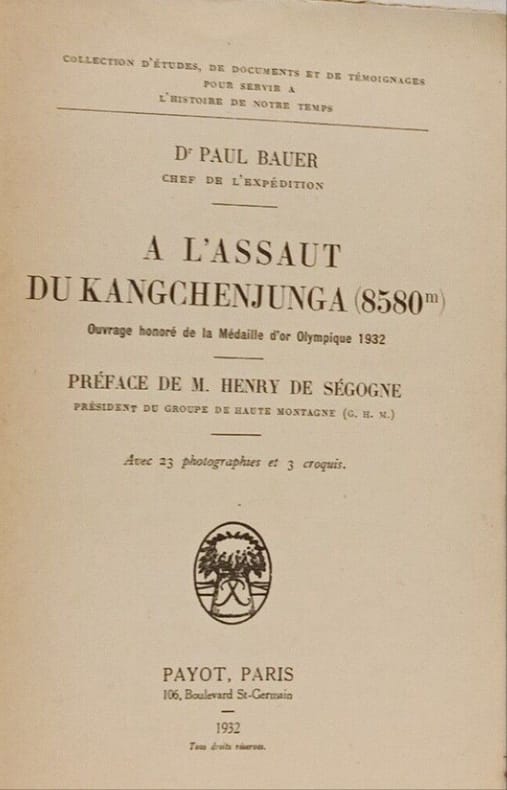 COLLECTION D'ÉTUDES, DE DOCUMENTS ET DE TÉMOIGNAGES
POUR SERVIR A
L'HISTOIRE DE NOTRE TEMPS
Dr PAUL BAUER
CHEF DE L'EXPÉDITION
A L'ASSAUT
DU KANGCHENJUNGA (8580m)
Ouvrage honoré de la Médaille d'or Olympique 1932
PRÉFACE DE M. HENRY DE SÉGOGNE
PRÉSIDENT DU GROUPE DE HAUTE MONTAGNE (G. H. M.)
Avec 23 photographies et 3 croquis.
PAYOT, PARIS
106, Boulevard St-Germain
1932
Tous droits réservés.